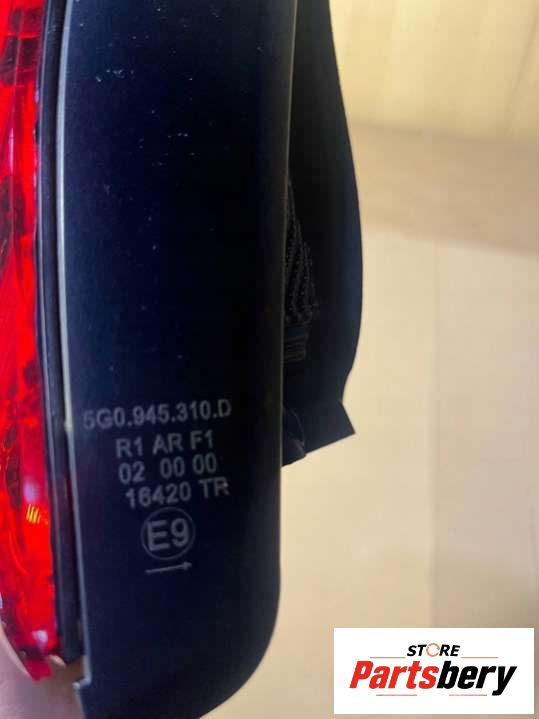 5G0.945.310.D
R1 AR F1
02 00 00
16420 TR
E9
STORE
Partsbery